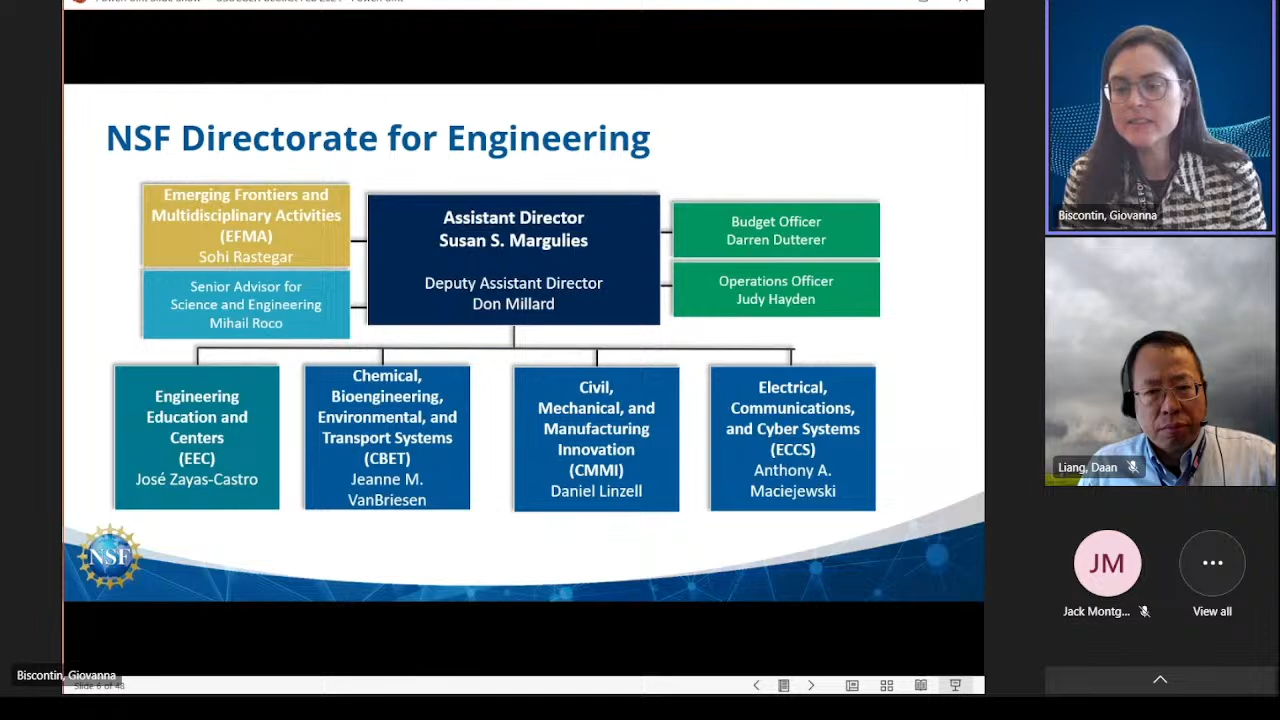 NSF Directorate for Engineering
Emerging Frontiers and
Multidisciplinary Activities
(EFMA)
Sohi Rastegar
Senior Advisor for
Science and Engineering
Mihail Roco
Assistant Director
Susan S. Margulies
Deputy Assistant Director
Don Millard
Budget Officer
Darren Dutterer
Operations Officer
Judy Hayden
Engineering
Education and
Centers
(EEC)
José Zayas-Castro
Chemical,
Bioengineering,
Environmental, and
Transport Systems
(CBET)
Jeanne M.
VanBriesen
Civil,
Mechanical, and
Manufacturing
Innovation
(CMMI)
Daniel Linzell
Electrical,
Communications,
and Cyber Systems
(ECCS)
Anthony A.
Maciejewski
NSF
Biscontin, Giovanna
Slide 6 of 48
Biscontin, Giovanna
Liang, Daan
JM
Jack Montg...
View all